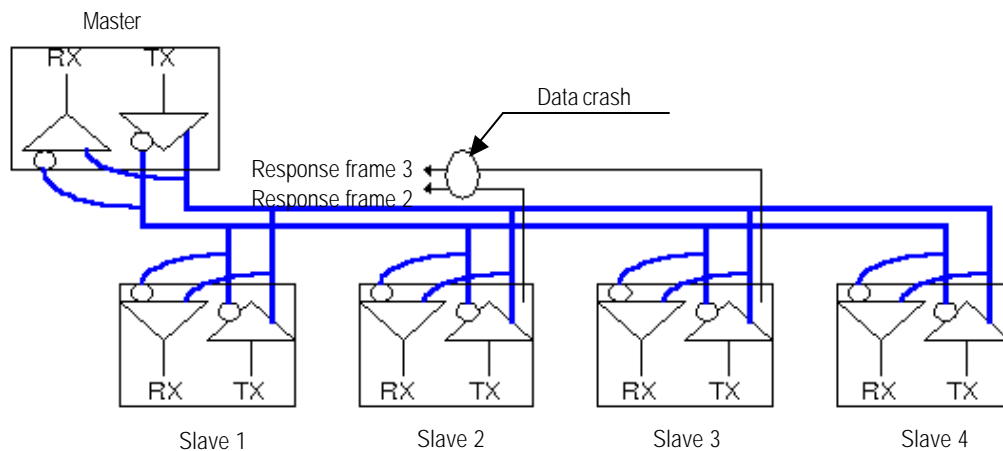 Master
RX TX
Data crash
Response frame 3
Response frame 2
RX TX RX TX RX TX RX TX
Slave 1 Slave 2 Slave 3 Slave 4